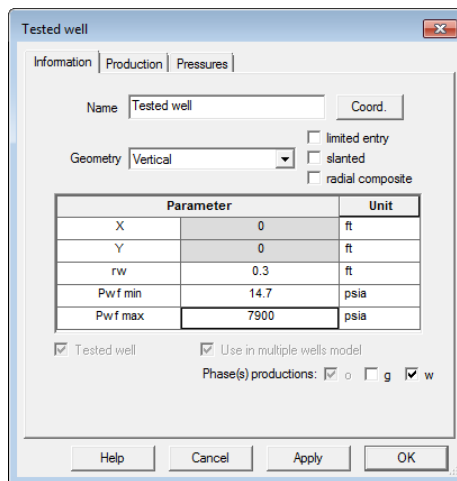 Tested well
Information Production Pressures
Name Tested well Coord.
limited entry
Geometry Vertical slanted
radial composite
Parameter Unit
X 0 ft
Y 0 ft
rw 0.3 ft
Pwf min 14.7 psia
Pwf max 7900 psia
Tested well Use in multiple wells model
Phase(s) productions: o g w
Help Cancel Apply OK